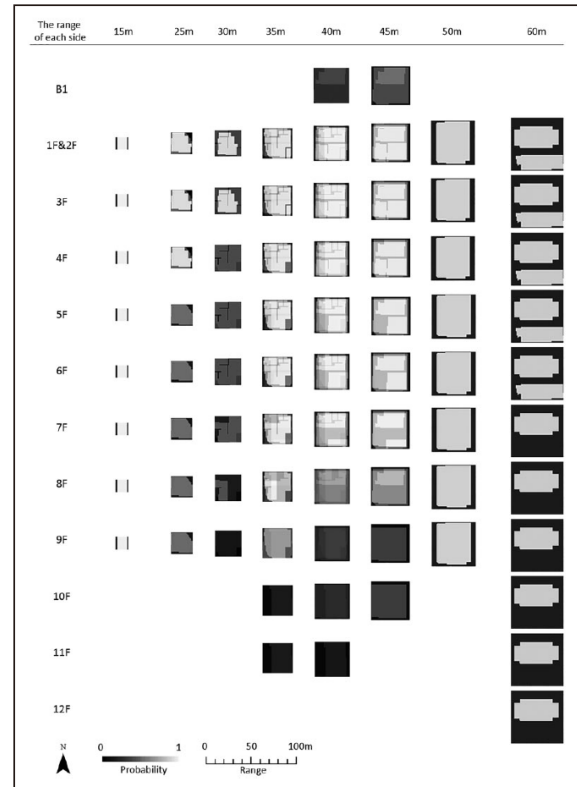 The range
of each side 15m 25m 30m 35m 40m 45m 50m 60m
B1
1F&2F
3F
4F
5F
6F
7F
8F
9F
10F
11F
12F
N 0 1 0 50 100m
Probability Range